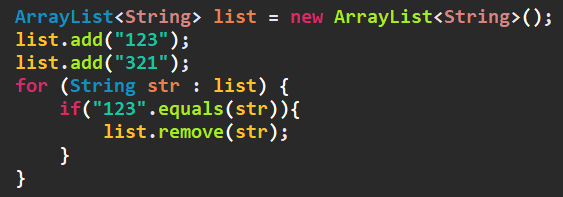 ArrayList<String> list = new ArrayList<String>();
list.add("123");
list.add("321");
for (String str : list) {
    if("123".equals(str)){
        list.remove(str);
    }
}